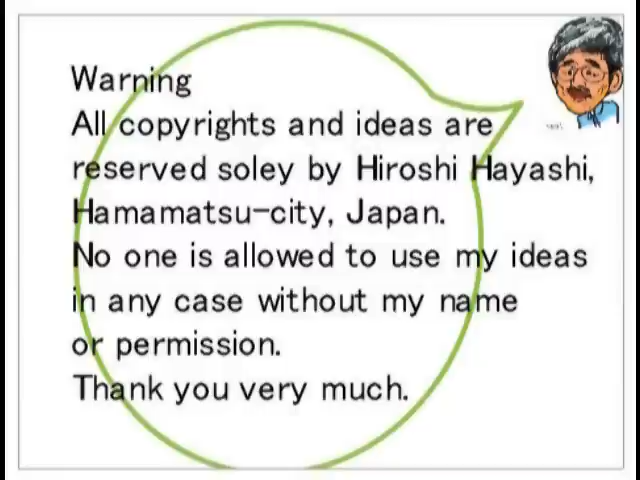 Warning
All copyrights and ideas are
reserved soley by Hiroshi Hayashi,
Hamamatsu-city, Japan.
No one is allowed to use my ideas
in any case without my name
or permission.
Thank you very much.